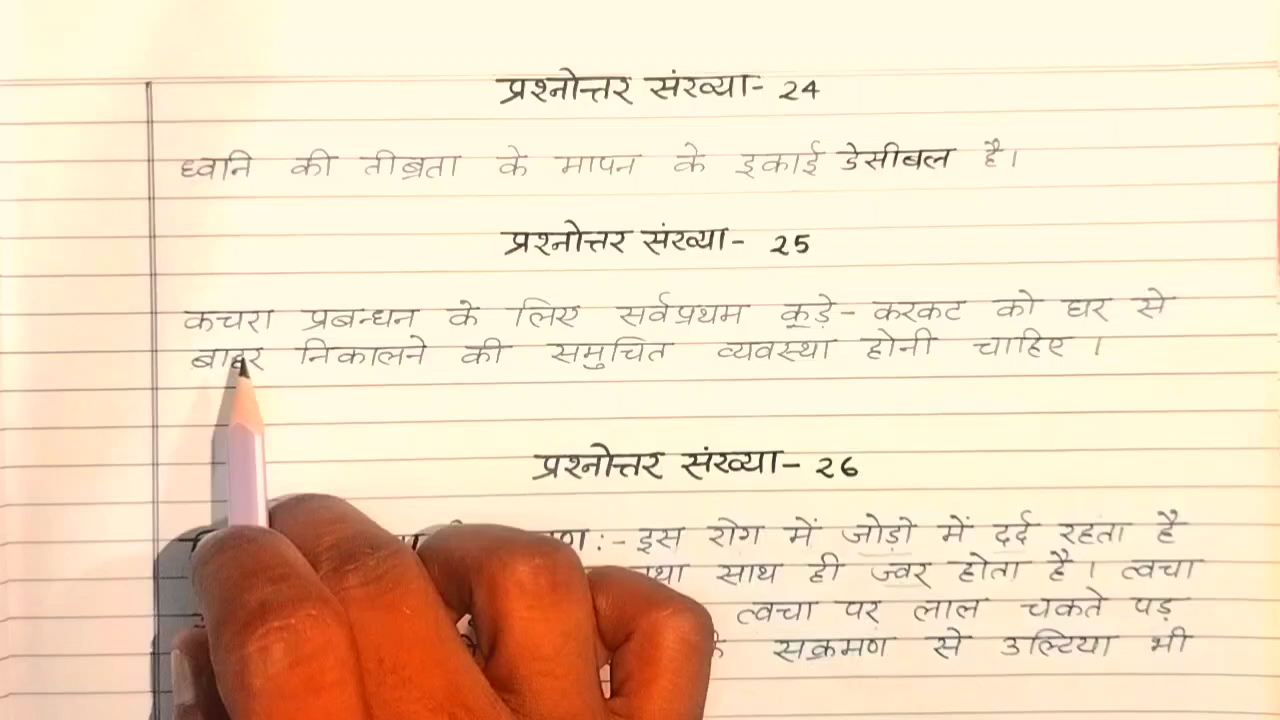 प्रश्नोत्तर संख्या- 24
ध्वनि की तीब्रता के मापन के इकाई डेसीबल है।
प्रश्नोत्तर संख्या- 25
कचरा प्रबन्धन के लिए सर्वप्रथम कूड़े- करकट को घर से
बाहर निकालने की समुचित व्यवस्था होनी चाहिए ।
प्रश्नोत्तर संख्या- 26
:- इस रोग में जोड़ो में दर्द रहता है
साथ ही ज्वर होता है । त्वचा
त्वचा पर लाल चकते पड़
सक्रमण से उल्टिया भी